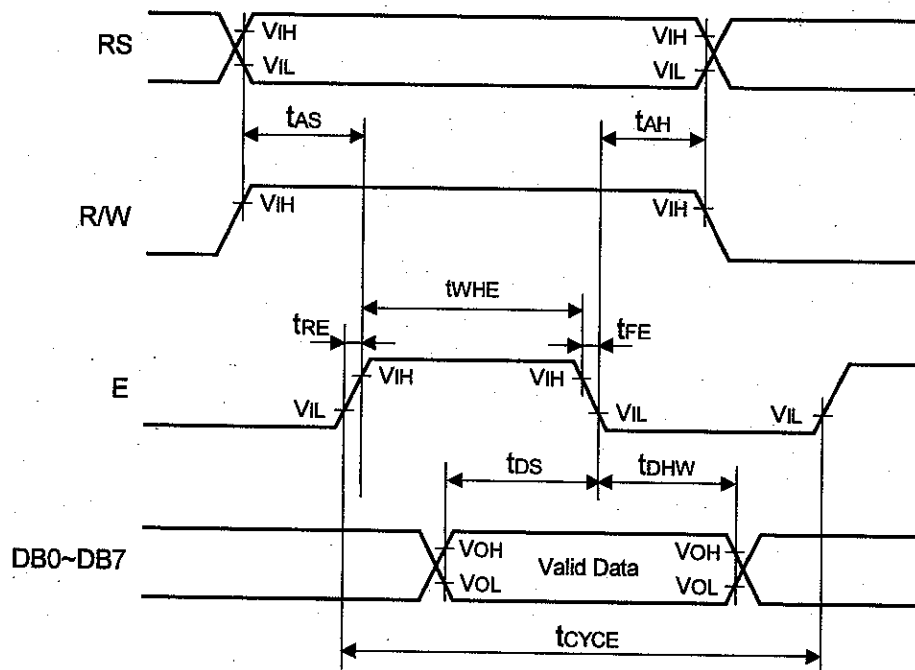 RS
VIH
VIL
VIH
VIL
tAS
tAH
R/W
VIH
VIH
tWHE
tRE
tFE
E
VIH
VIL
VIH
VIL
VIL
tDS
tDHW
DB0~DB7
VOH
VOL
Valid Data
VOH
VOL
tCYCE